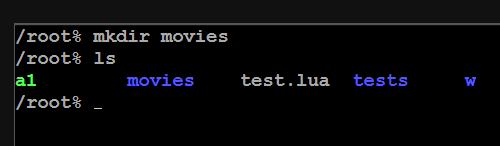 /root% mkdir movies
/root% ls
a1 movies test.lua tests w
/root% _